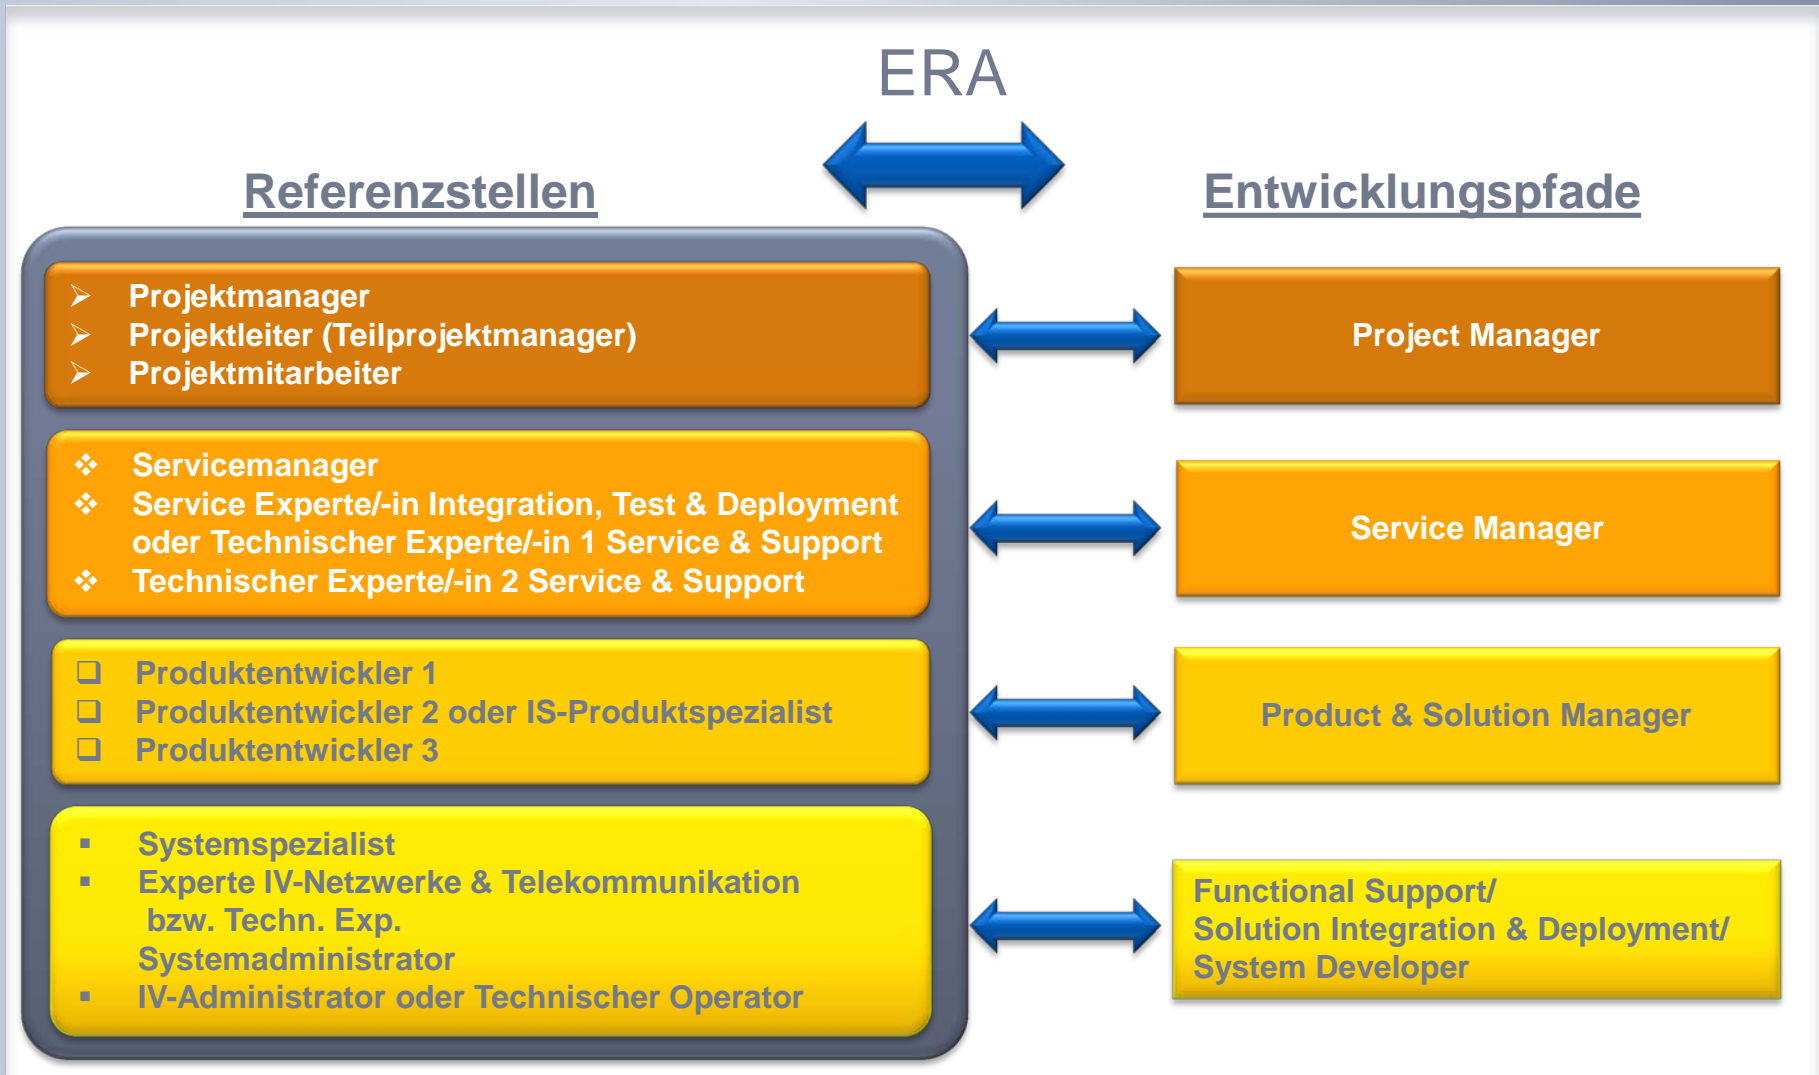 ERA
Referenzstellen
Entwicklungspfade
Projektmanager
Projektleiter (Teilprojektmanager)
Projektmitarbeiter
Project Manager
Servicemanager
Service Experte/-in Integration, Test & Deployment
oder Technischer Experte/-in 1 Service & Support
Technischer Experte/-in 2 Service & Support
Service Manager
Produktentwickler 1
Produktentwickler 2 oder IS-Produktspezialist
Produktentwickler 3
Product & Solution Manager
Systemspezialist
Experte IV-Netzwerke & Telekommunikation
bzw. Techn. Exp.
Systemadministrator
IV-Administrator oder Technischer Operator
Functional Support/
Solution Integration & Deployment/
System Developer